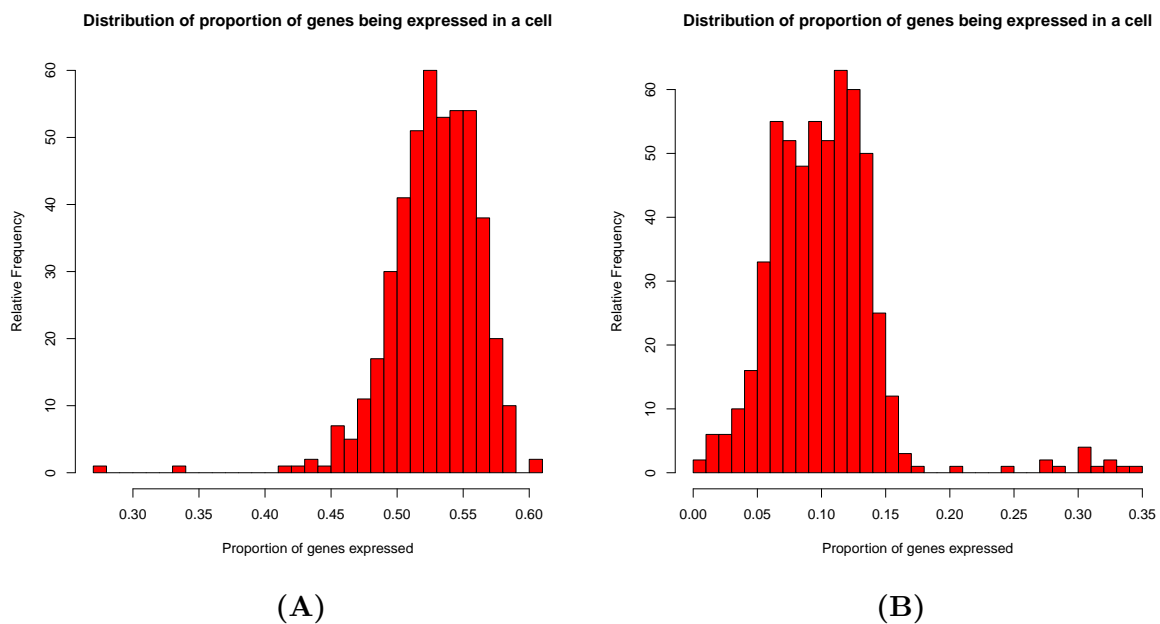 Distribution of proportion of genes being expressed in a cell
Relative Frequency
60
50
40
30
20
10
0
0.30 0.35 0.40 0.45 0.50 0.55 0.60
Proportion of genes expressed
(A)
Distribution of proportion of genes being expressed in a cell
Relative Frequency
60
50
40
30
20
10
0
0.00 0.05 0.10 0.15 0.20 0.25 0.30 0.35
Proportion of genes expressed
(B)